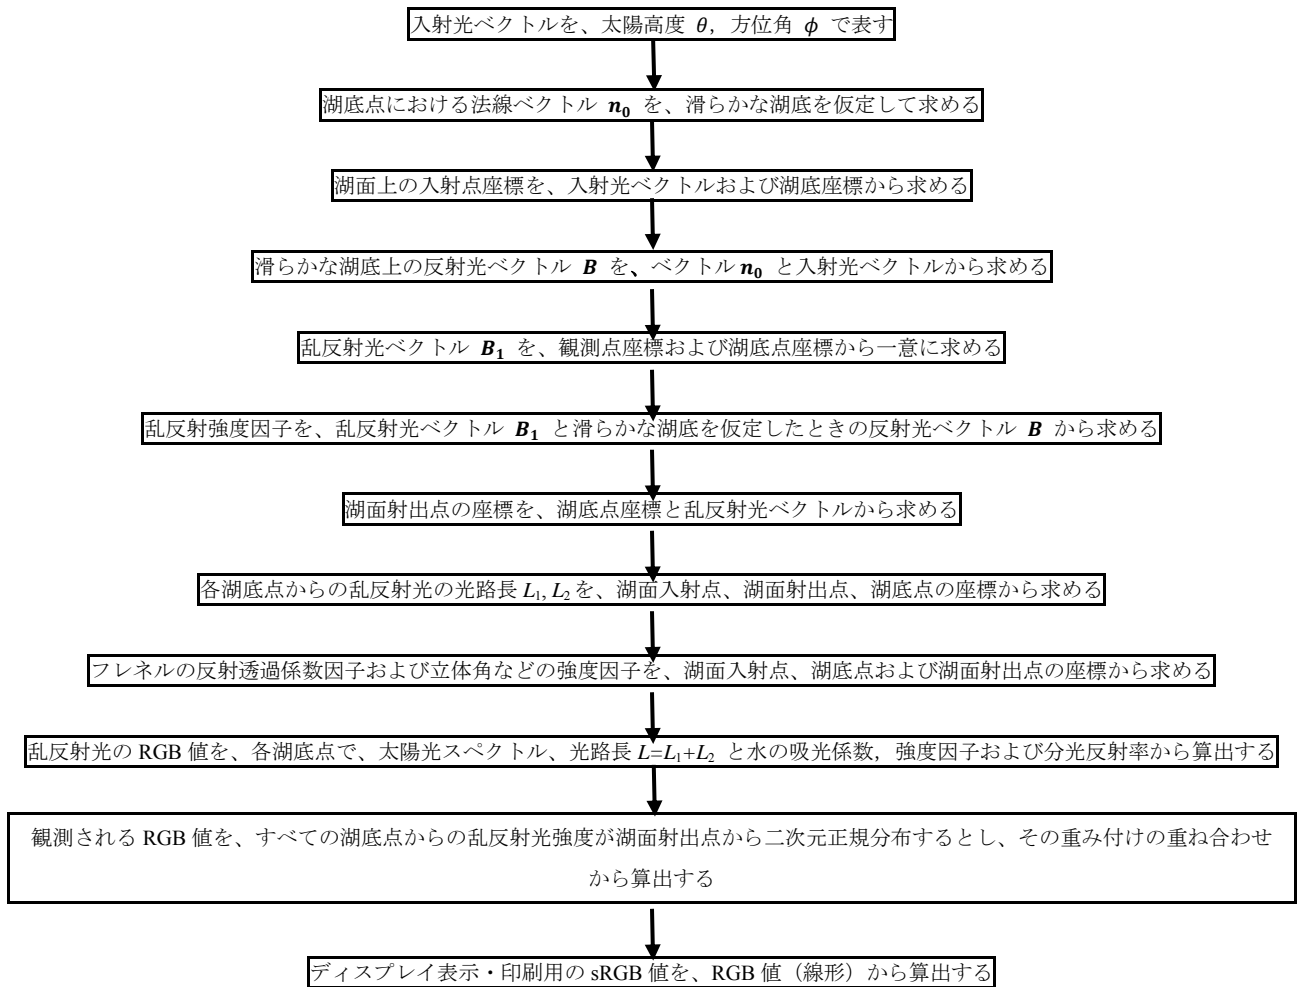 入射光ベクトルを、太陽高度 θ, 方位角 ϕ で表す
湖底点における法線ベクトル n₀ を、滑らかな湖底を仮定して求める
湖面上の入射点座標を、入射光ベクトルおよび湖底座標から求める
滑らかな湖底上の反射光ベクトル B を、ベクトル n₀ と入射光ベクトルから求める
乱反射光ベクトル B₁ を、観測点座標および湖底点座標から一意に求める
乱反射強度因子を、乱反射光ベクトル B₁ と滑らかな湖底を仮定したときの反射光ベクトル B から求める
湖面射出点の座標を、湖底点座標と乱反射光ベクトルから求める
各湖底点からの乱反射光の光路長 L₁, L₂ を、湖面入射点、湖面射出点、湖底点の座標から求める
フレネルの反射透過係数因子および立体角などの強度因子を、湖面入射点、湖底点および湖面射出点の座標から求める
乱反射光の RGB 値を、各湖底点で、太陽光スペクトル、光路長 L=L₁+L₂ と水の吸光係数, 強度因子および分光反射率から算出する
観測される RGB 値を、すべての湖底点からの乱反射光強度が湖面射出点から二次元正規分布するとし、その重み付けの重ね合わせ
から算出する
ディスプレイ表示・印刷用の sRGB 値を、RGB 値（線形）から算出する